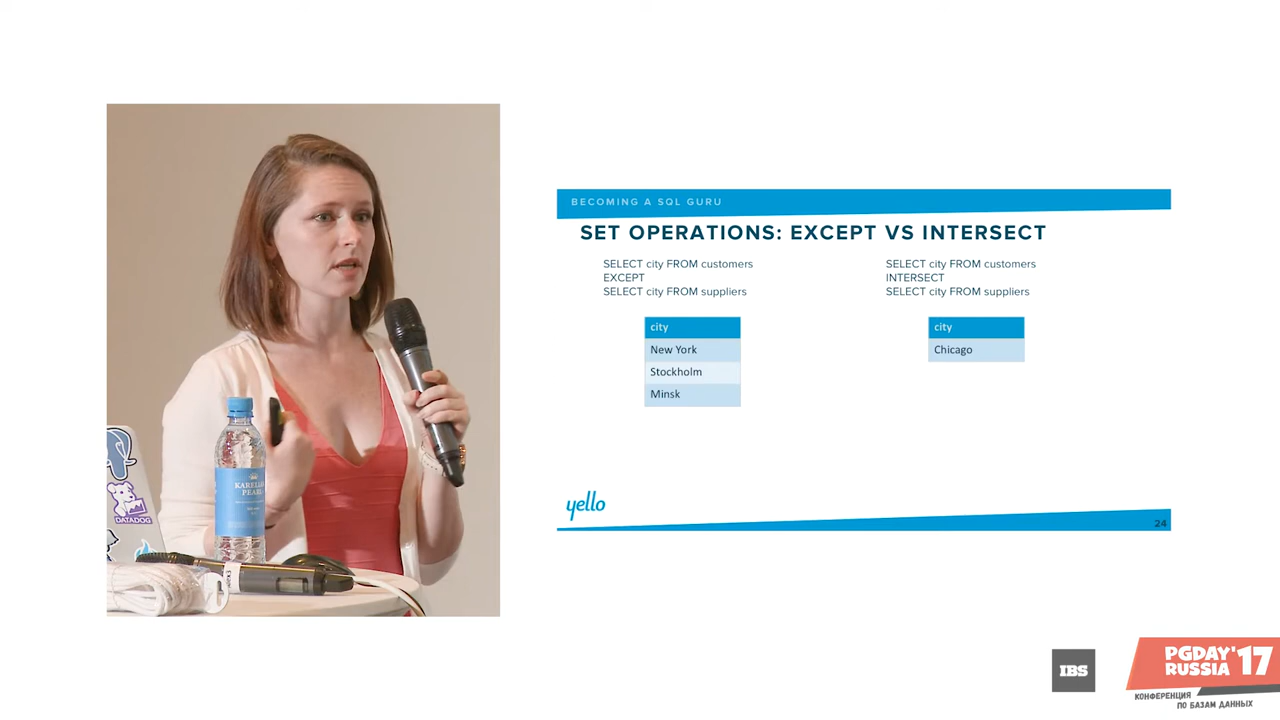 BECOMING A SQL GURU
SET OPERATIONS: EXCEPT VS INTERSECT
SELECT city FROM customers
EXCEPT
SELECT city FROM suppliers
city
New York
Stockholm
Minsk
SELECT city FROM customers
INTERSECT
SELECT city FROM suppliers
city
Chicago
yello
24
DATADOG
IBS
PGDAY'17
RUSSIA
КОНФЕРЕНЦИЯ
ПО БАЗАМ ДАННЫХ